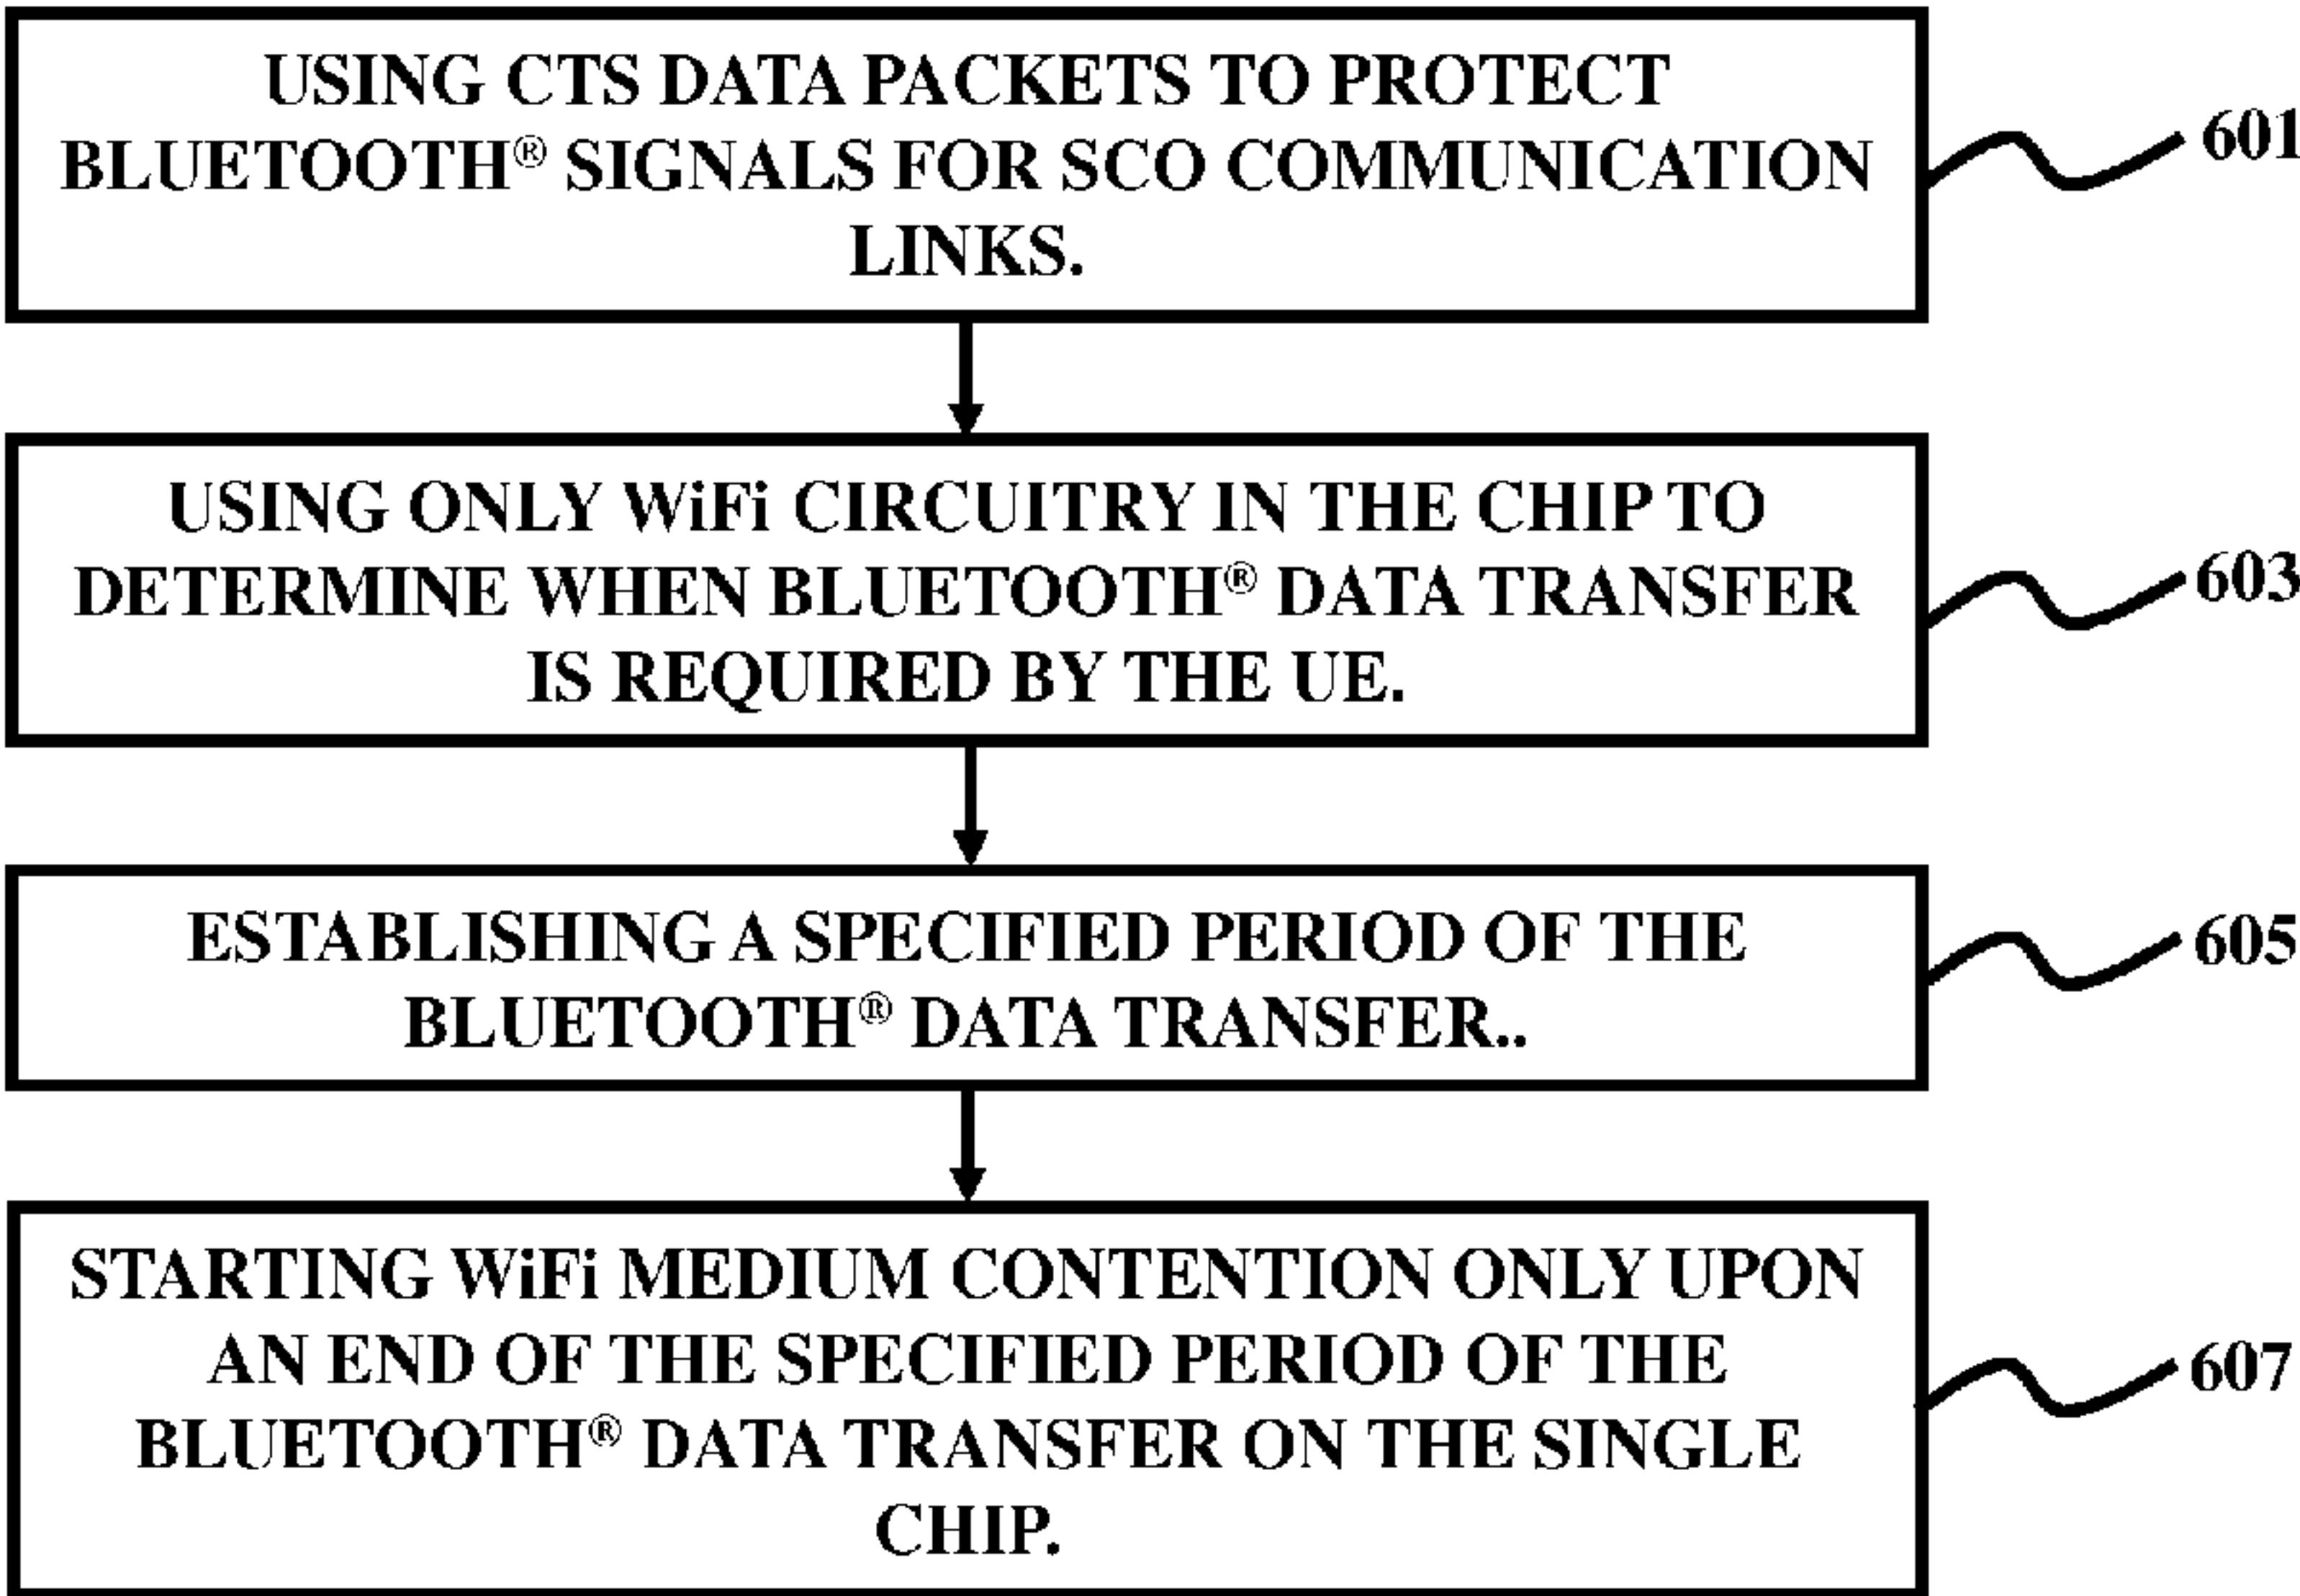 USING CTS DATA PACKETS TO PROTECT
BLUETOOTH® SIGNALS FOR SCO COMMUNICATION
LINKS.
601
USING ONLY WiFi CIRCUITRY IN THE CHIP TO
DETERMINE WHEN BLUETOOTH® DATA TRANSFER
IS REQUIRED BY THE UE.
603
ESTABLISHING A SPECIFIED PERIOD OF THE
BLUETOOTH® DATA TRANSFER..
605
STARTING WiFi MEDIUM CONTENTION ONLY UPON
AN END OF THE SPECIFIED PERIOD OF THE
BLUETOOTH® DATA TRANSFER ON THE SINGLE
CHIP.
607